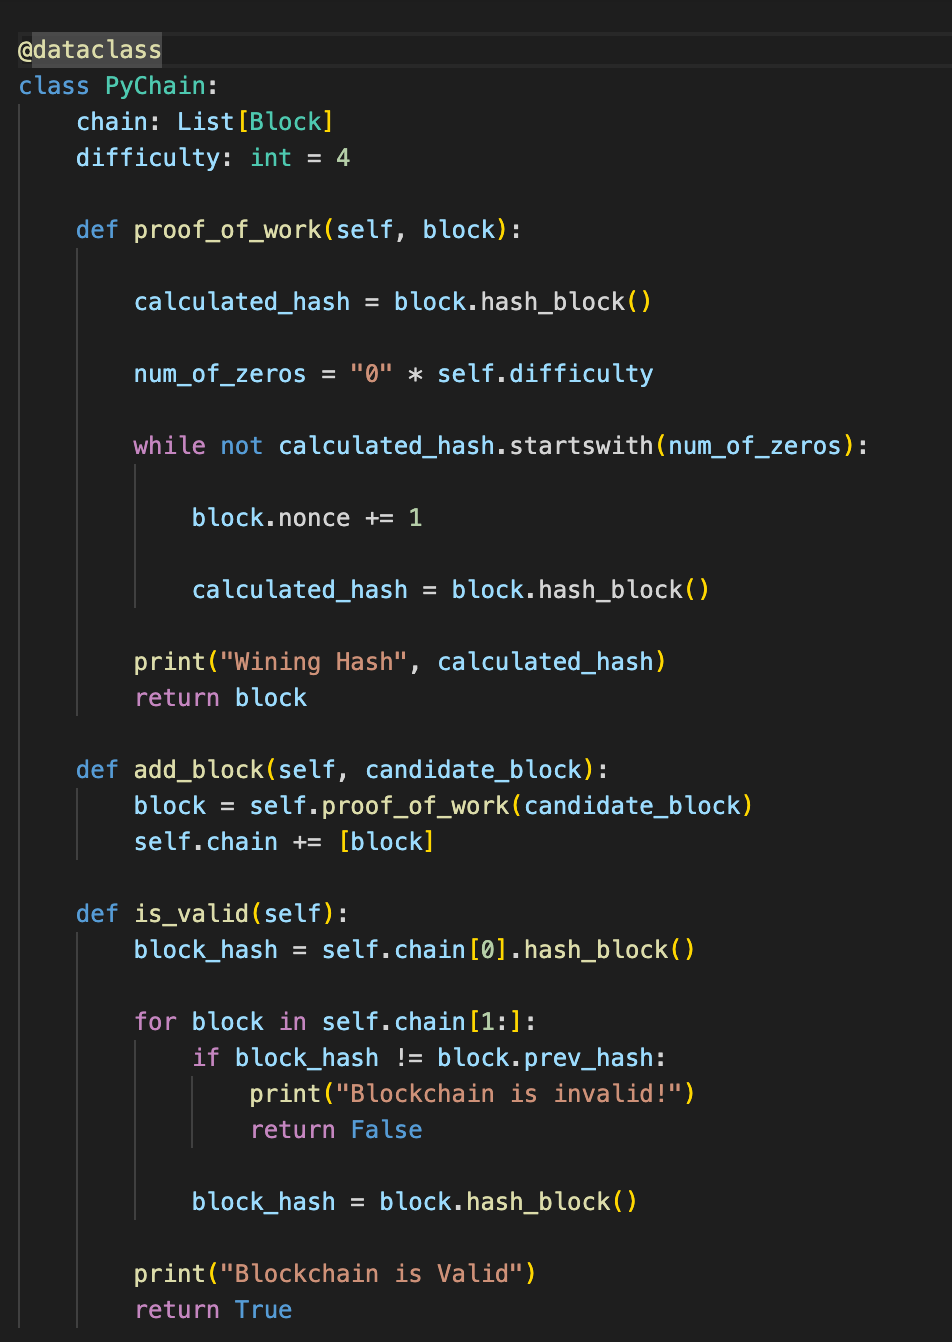 @dataclass
class PyChain:
    chain: List[Block]
    difficulty: int = 4

    def proof_of_work(self, block):

        calculated_hash = block.hash_block()

        num_of_zeros = "0" * self.difficulty

        while not calculated_hash.startswith(num_of_zeros):

            block.nonce += 1

            calculated_hash = block.hash_block()

        print("Wining Hash", calculated_hash)
        return block

    def add_block(self, candidate_block):
        block = self.proof_of_work(candidate_block)
        self.chain += [block]

    def is_valid(self):
        block_hash = self.chain[0].hash_block()

        for block in self.chain[1:]:
            if block_hash != block.prev_hash:
                print("Blockchain is invalid!")
                return False

            block_hash = block.hash_block()

        print("Blockchain is Valid")
        return True